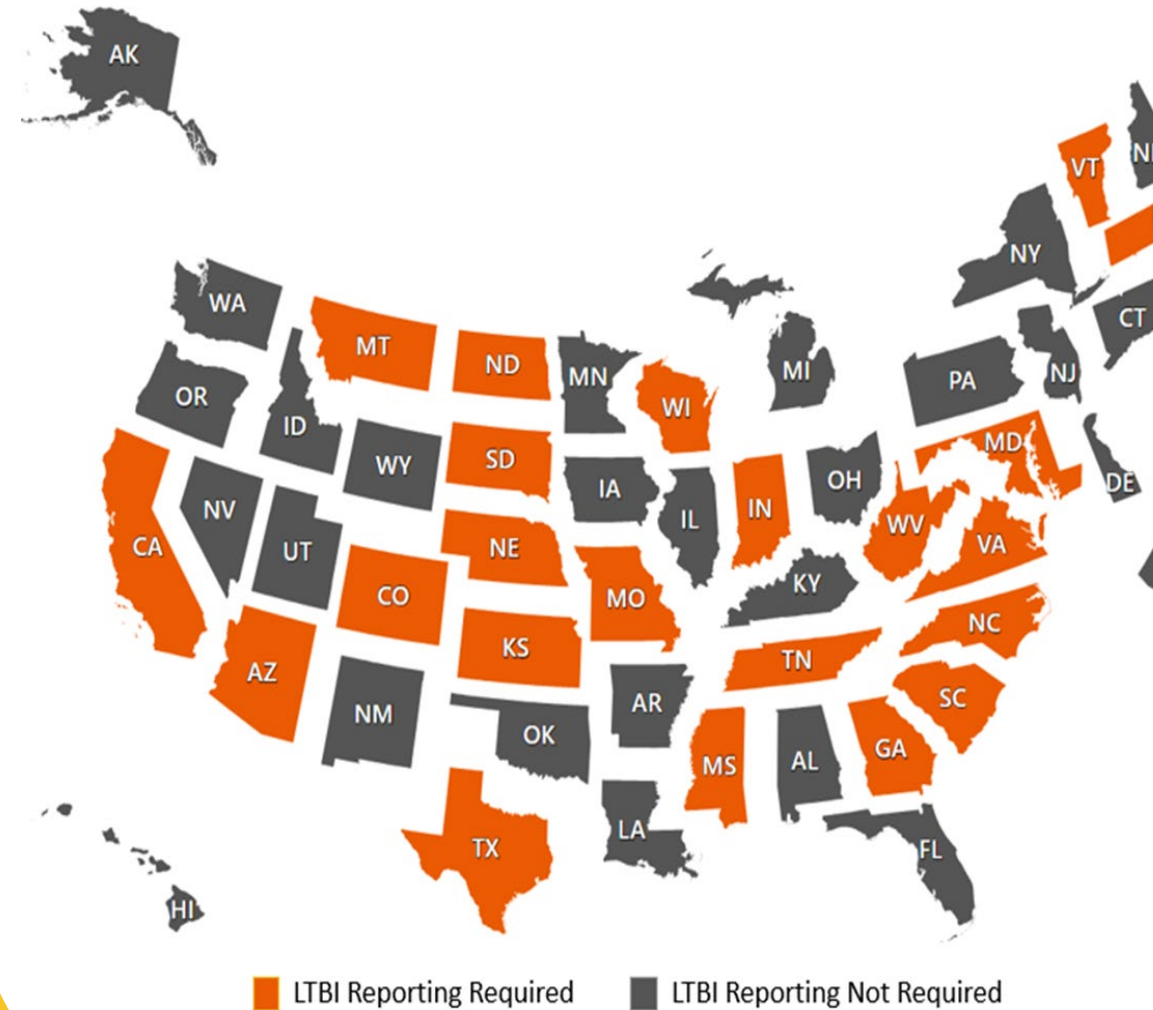 AK
VT
NY
WA
CT
MT
ND
MN
MI
NJ
OR
PA
WI
ID
MD
WY
SD
OH
DE
IA
NV
IL
IN
WV
CA
UT
NE
VA
KY
CO
MO
NC
KS
TN
AZ
SC
AR
NM
OK
GA
MS
AL
LA
TX
FL
HI
LTBI Reporting Required
LTBI Reporting Not Required